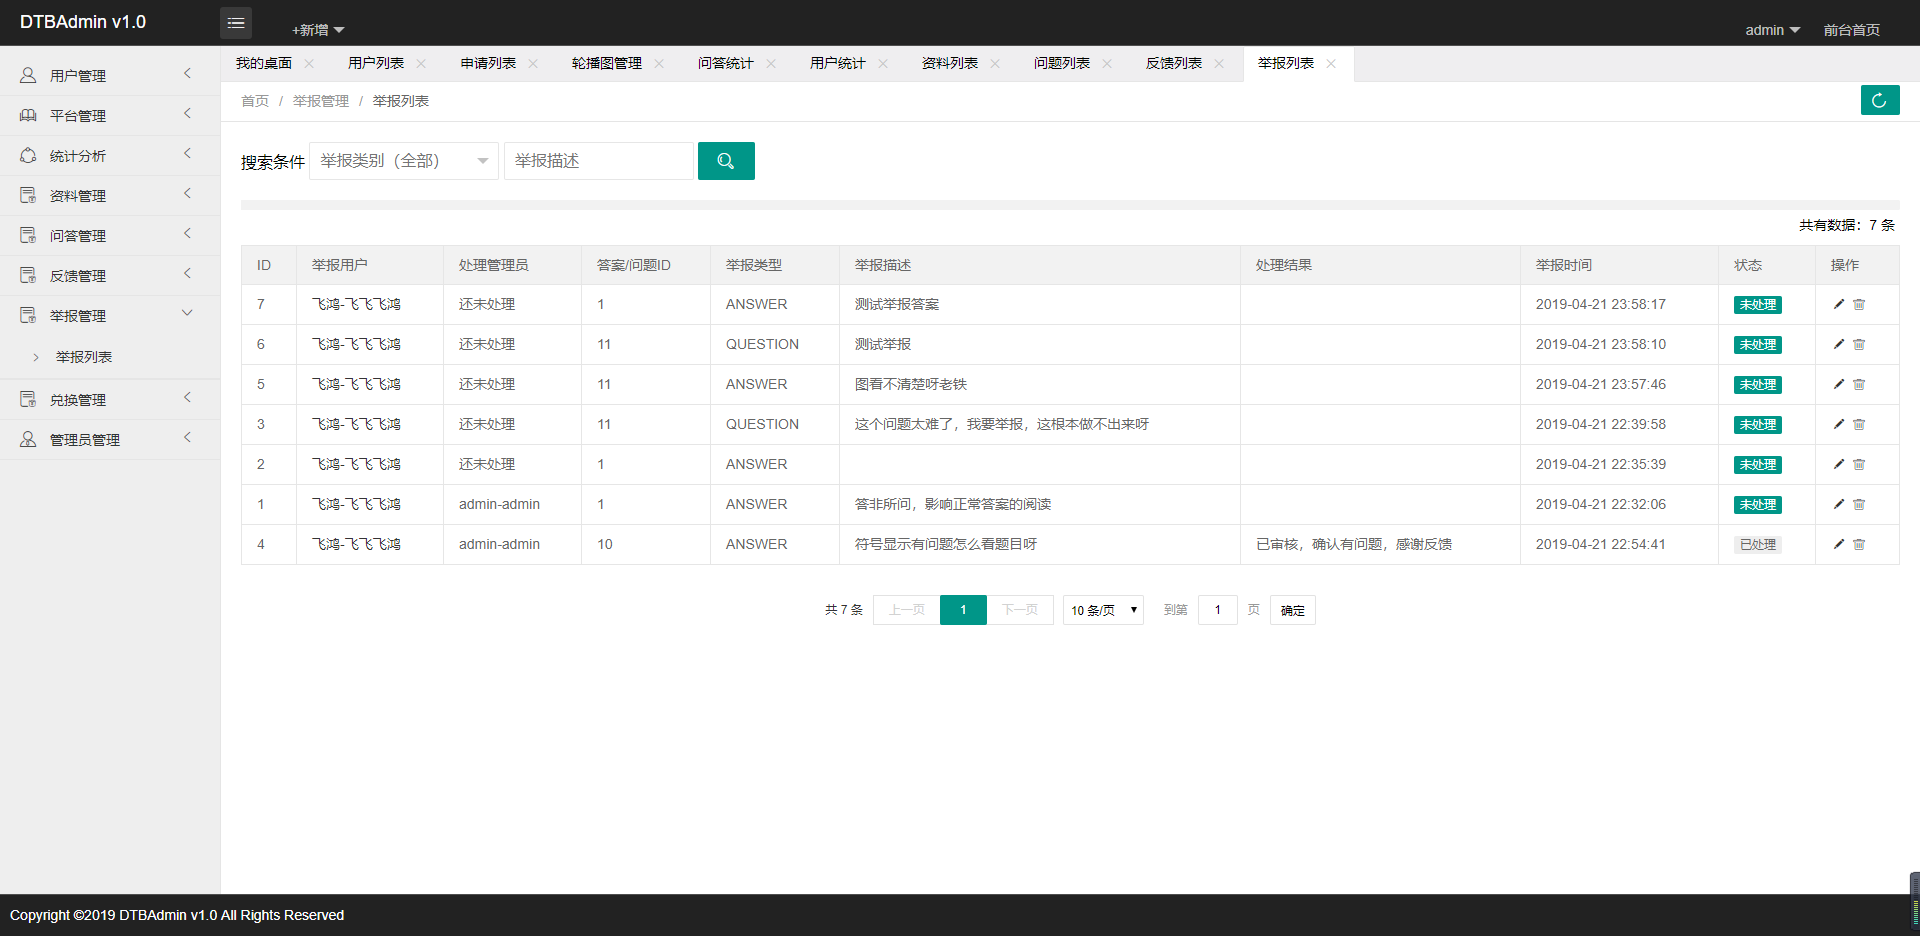 DTBAdmin v1.0
+新增
admin
前台首页
用户管理
平台管理
统计分析
资料管理
问答管理
反馈管理
举报管理
举报列表
兑换管理
管理员管理
我的桌面 用户列表 申请列表 轮播图管理 问答统计 用户统计 资料列表 问题列表 反馈列表 举报列表
首页 / 举报管理 / 举报列表
搜索条件 举报类别（全部） 举报描述
共有数据：7 条
ID 举报用户 处理管理员 答案/问题ID 举报类型 举报描述 处理结果 举报时间 状态 操作
7 飞鸿-飞飞飞鸿 还未处理 1 ANSWER 测试举报答案 2019-04-21 23:58:17 未处理
6 飞鸿-飞飞飞鸿 还未处理 11 QUESTION 测试举报 2019-04-21 23:58:10 未处理
5 飞鸿-飞飞飞鸿 还未处理 11 ANSWER 图看不清楚呀老铁 2019-04-21 23:57:46 未处理
3 飞鸿-飞飞飞鸿 还未处理 11 QUESTION 这个问题太难了，我要举报，这根本做不出来呀 2019-04-21 22:39:58 未处理
2 飞鸿-飞飞飞鸿 还未处理 1 ANSWER 2019-04-21 22:35:39 未处理
1 飞鸿-飞飞飞鸿 admin-admin 1 ANSWER 答非所问，影响正常答案的阅读 2019-04-21 22:32:06 未处理
4 飞鸿-飞飞飞鸿 admin-admin 10 ANSWER 符号显示有问题怎么看题目呀 已审核，确认有问题，感谢反馈 2019-04-21 22:54:41 已处理
共 7 条 上一页 1 下一页 10 条/页 到第 1 页 确定
Copyright ©2019 DTBAdmin v1.0 All Rights Reserved